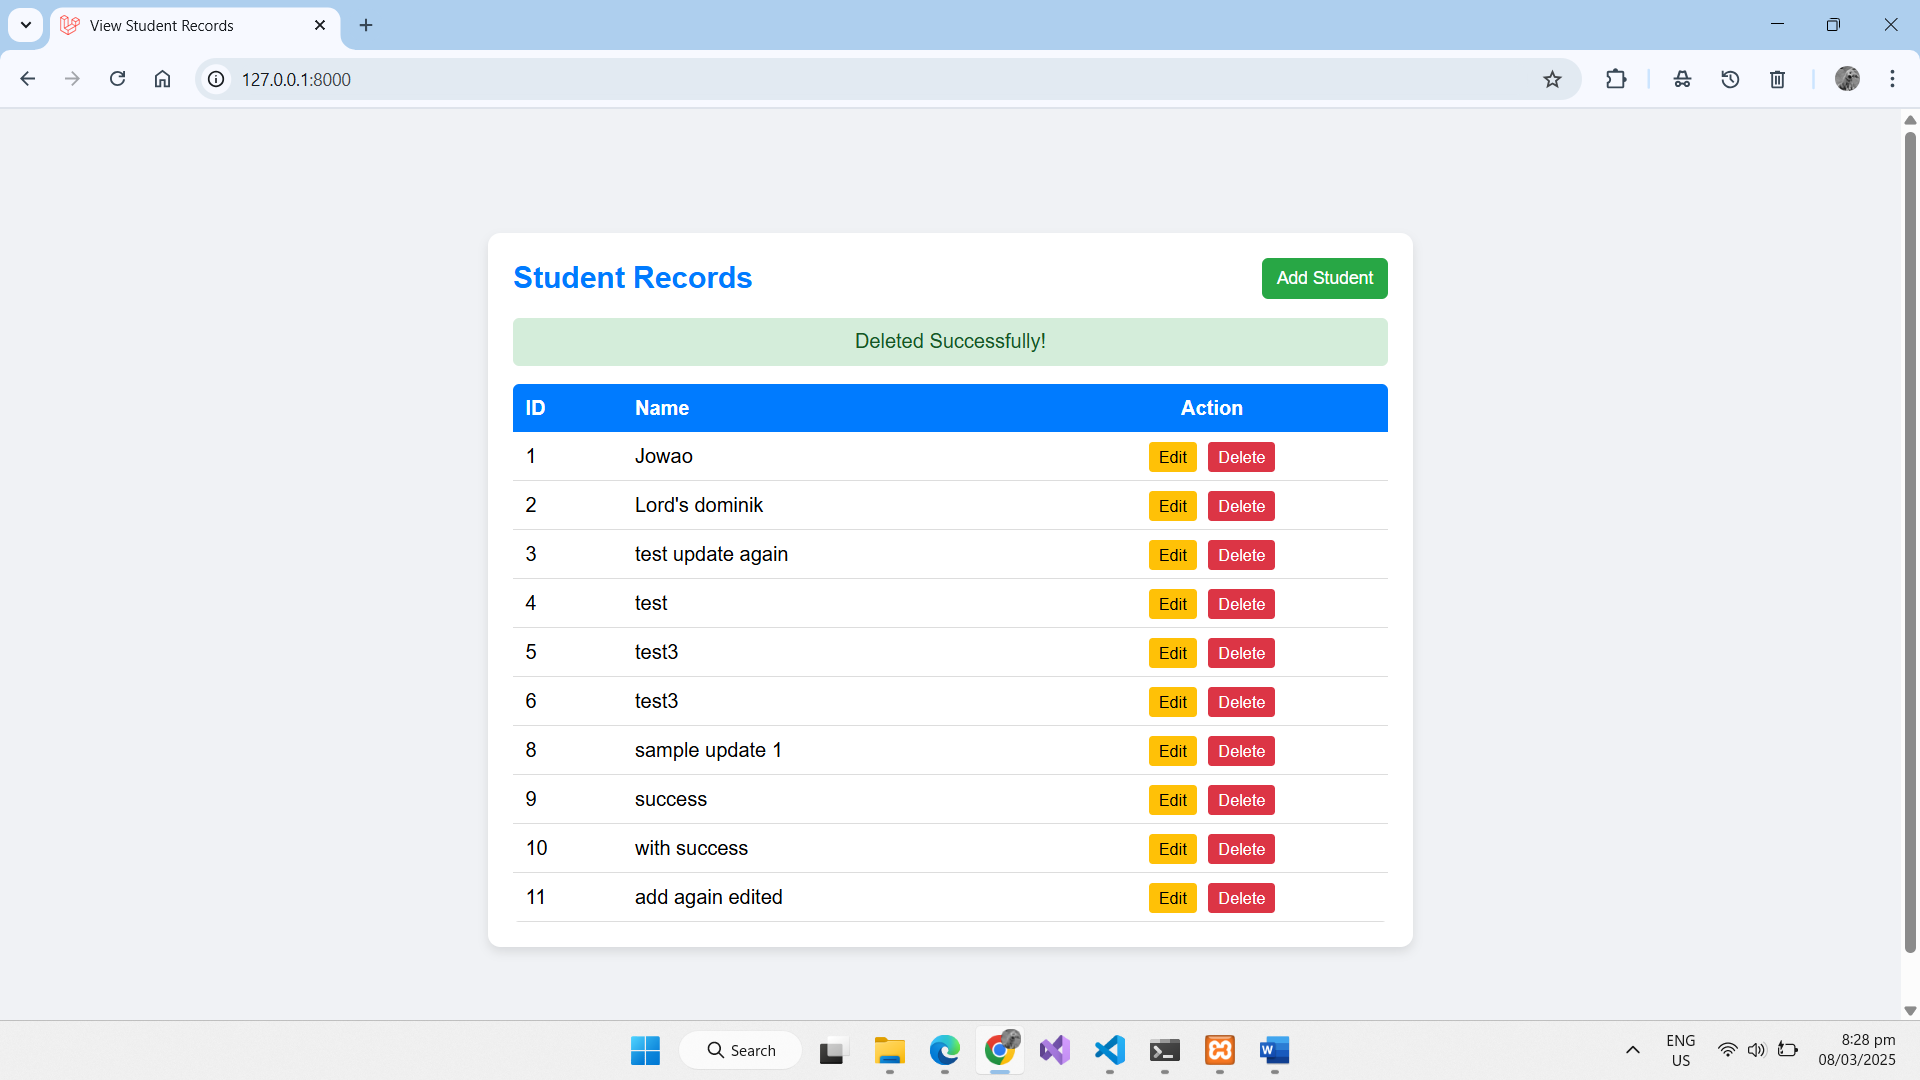 View Student Records
127.0.0.1:8000
Student Records
Add Student
Deleted Successfully!
ID Name Action
1 Jowao Edit Delete
2 Lord's dominik Edit Delete
3 test update again Edit Delete
4 test Edit Delete
5 test3 Edit Delete
6 test3 Edit Delete
8 sample update 1 Edit Delete
9 success Edit Delete
10 with success Edit Delete
11 add again edited Edit Delete
Search
ENG
US
8:28 pm
08/03/2025